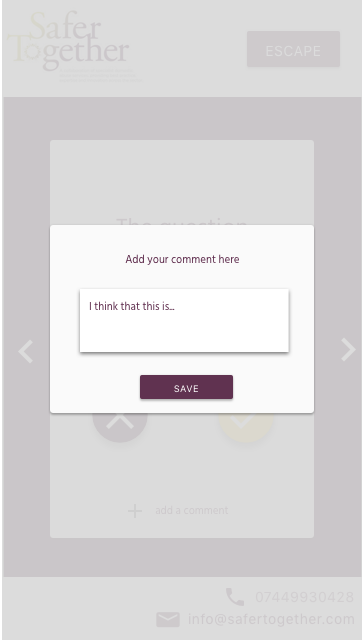 Safer
Together
ESCAPE
The question
Add your comment here
I think that this is...
SAVE
add a comment
07449930428
info@safertogether.com